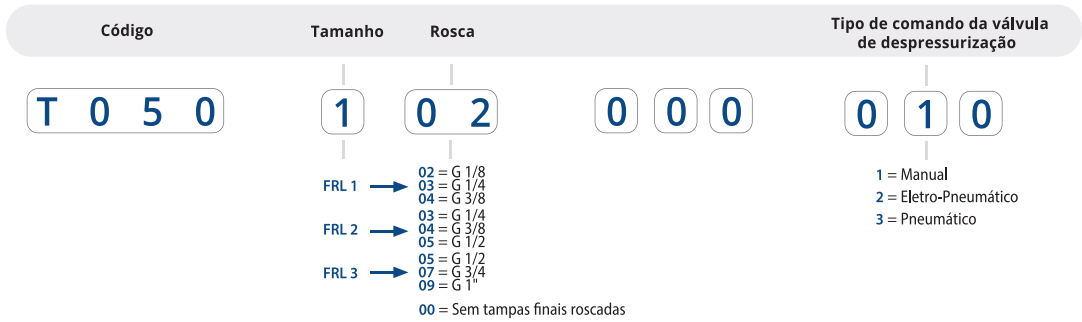 Código Tamanho Rosca Tipo de comando da válvula
de despressurização
T 0 5 0 1 0 2 0 0 0 0 1 0
FRL 1
02 = G 1/8
03 = G 1/4
04 = G 3/8
FRL 2
03 = G 1/4
04 = G 3/8
05 = G 1/2
FRL 3
05 = G 1/2
07 = G 3/4
09 = G 1"
00 = Sem tampas finais roscadas
1 = Manual
2 = Eletro-Pneumático
3 = Pneumático